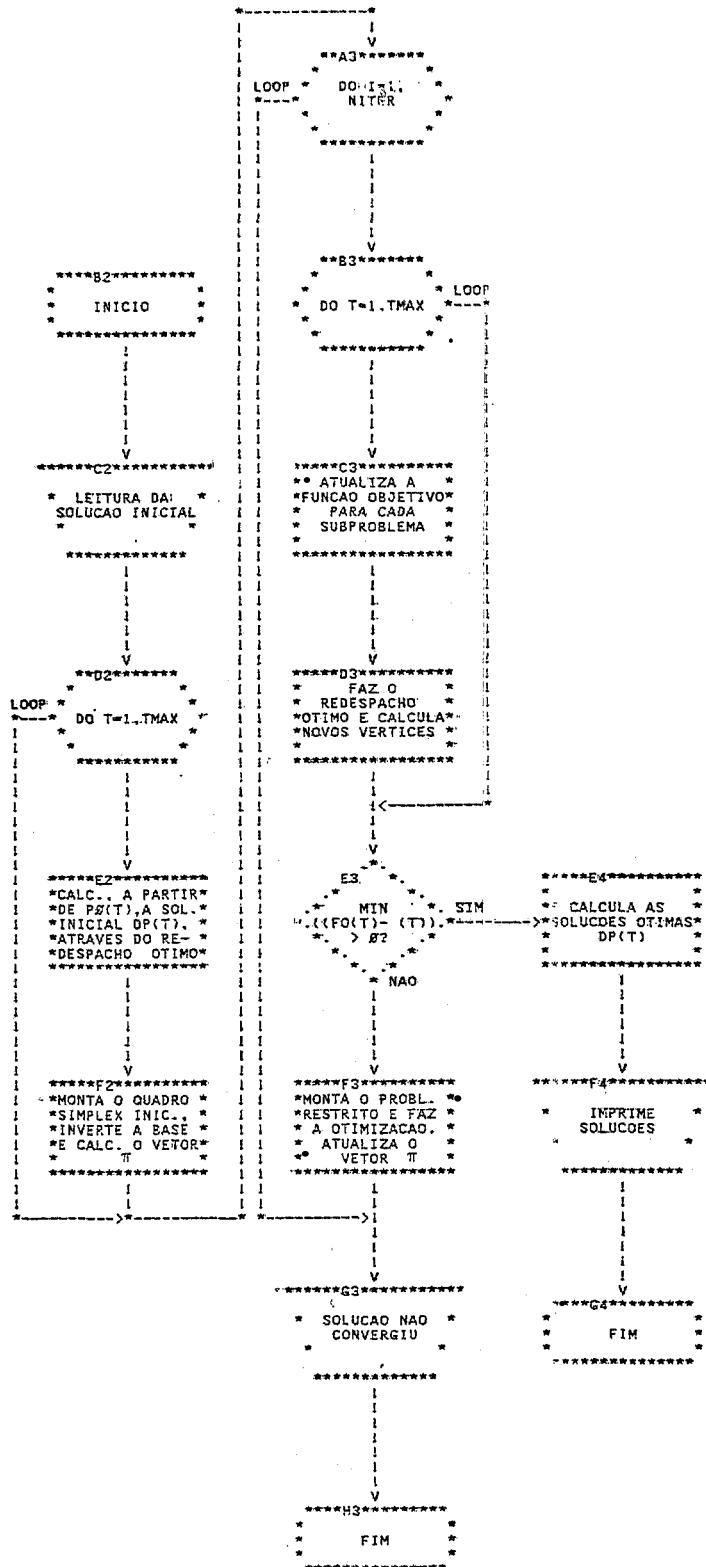 B2
INICIO
C2
LEITURA DA
SOLUCAO INICIAL
D2
LOOP
DO T=1,TMAX
E2
CALC., A PARTIR
DE PØ(T),A SOL.
INICIAL DP(T),
ATRAVES DO RE-
DESPACHO OTIMO
F2
MONTA O QUADRO
SIMPLEX INIC.,
INVERTE A BASE
E CALC. O VETOR
π
A3
LOOP
DO I=1,
NITER
B3
LOOP
DO T=1,TMAX
C3
ATUALIZA A
FUNCAO OBJETIVO
PARA CADA
SUBPROBLEMA
D3
FAZ O
REDESPACHO
OTIMO E CALCULA
NOVOS VERTICES
E3
MIN
((FO(T)- (T))
> Ø?
SIM
NAO
F3
MONTA O PROBL.
RESTRITO E FAZ
A OTIMIZACAO.
ATUALIZA O
VETOR π
G3
SOLUCAO NAO
CONVERGIU
H3
FIM
E4
CALCULA AS
SOLUCOES OTIMAS
DP(T)
F4
IMPRIME
SOLUCOES
G4
FIM